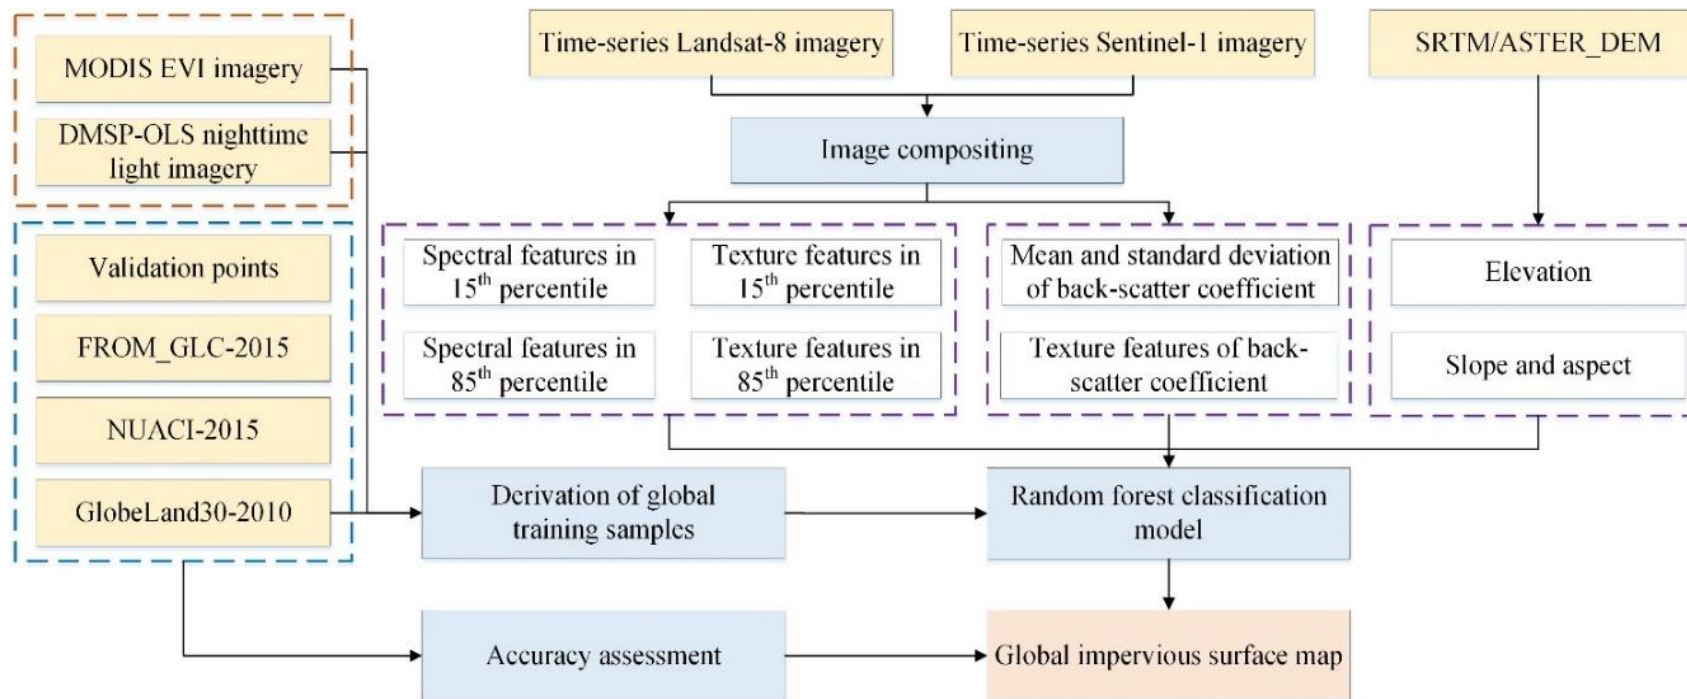 Time-series Landsat-8 imagery
Time-series Sentinel-1 imagery
SRTM/ASTER_DEM
MODIS EVI imagery
DMSP-OLS nighttime
light imagery
Image compositing
Validation points
FROM_GLC-2015
NUACI-2015
GlobeLand30-2010
Spectral features in
15th percentile
Texture features in
15th percentile
Spectral features in
85th percentile
Texture features in
85th percentile
Mean and standard deviation
of back-scatter coefficient
Texture features of back-
scatter coefficient
Elevation
Slope and aspect
Derivation of global
training samples
Random forest classification
model
Accuracy assessment
Global impervious surface map